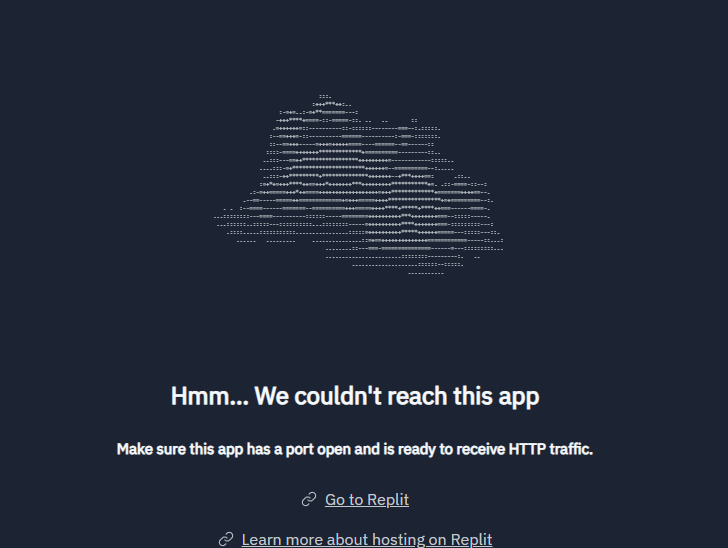 Hmm... We couldn't reach this app
Make sure this app has a port open and is ready to receive HTTP traffic.
Go to Replit
Learn more about hosting on Replit